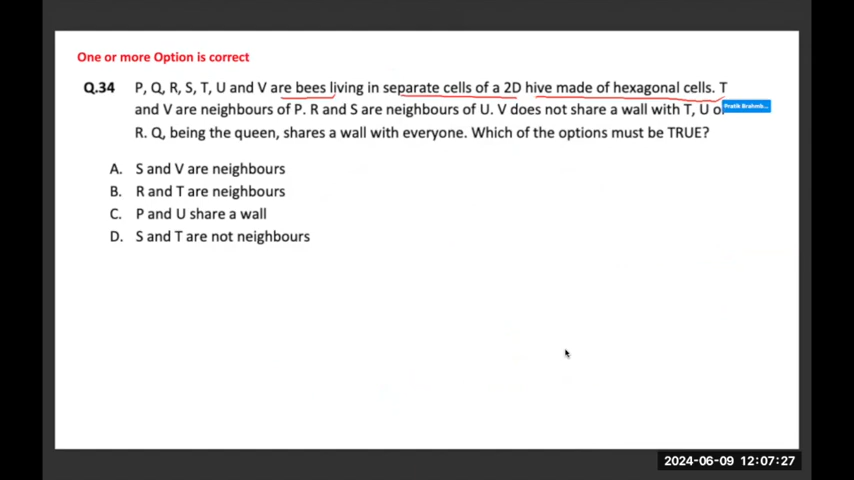 One or more Option is correct
Q.34 P, Q, R, S, T, U and V are bees living in separate cells of a 2D hive made of hexagonal cells. T
and V are neighbours of P. R and S are neighbours of U. V does not share a wall with T, U o
Pratik Brahmb...
R. Q, being the queen, shares a wall with everyone. Which of the options must be TRUE?
A. S and V are neighbours
B. R and T are neighbours
C. P and U share a wall
D. S and T are not neighbours
2024-06-09 12:07:27